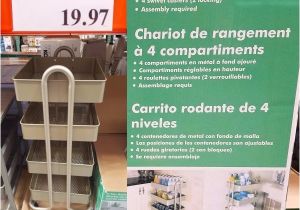 19.97
• 4 swivel casters (2 locking)
• Assembly required
Chariot de rangement
à 4 compartiments
• 4 compartiments en métal à fond ajouré
• Compartiments réglables en hauteur
• 4 roulettes pivotantes (2 verrouillables)
• Assemblage requis
Carrito rodante de 4
niveles
• 4 contenedores de metal con fondo de malla
• Las posiciones de los contenedores son ajustables
• 4 ruedas giratorias (2 con bloqueo)
• Se requiere ensamble